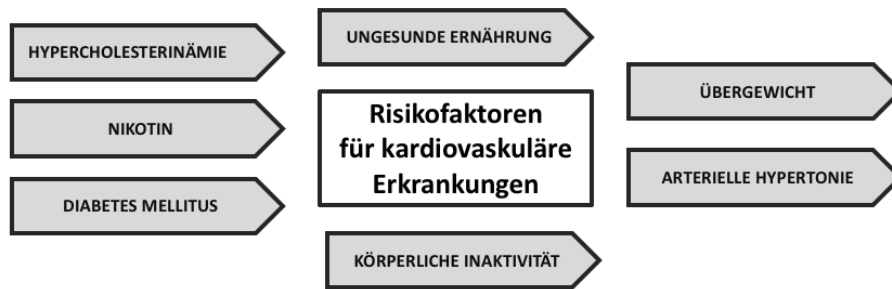 HYPERCHOLESTERINÄMIE
NIKOTIN
DIABETES MELLITUS
UNGESUNDE ERNÄHRUNG
Risikofaktoren
für kardiovaskuläre
Erkrankungen
KÖRPERLICHE INAKTIVITÄT
ÜBERGEWICHT
ARTERIELLE HYPERTONIE